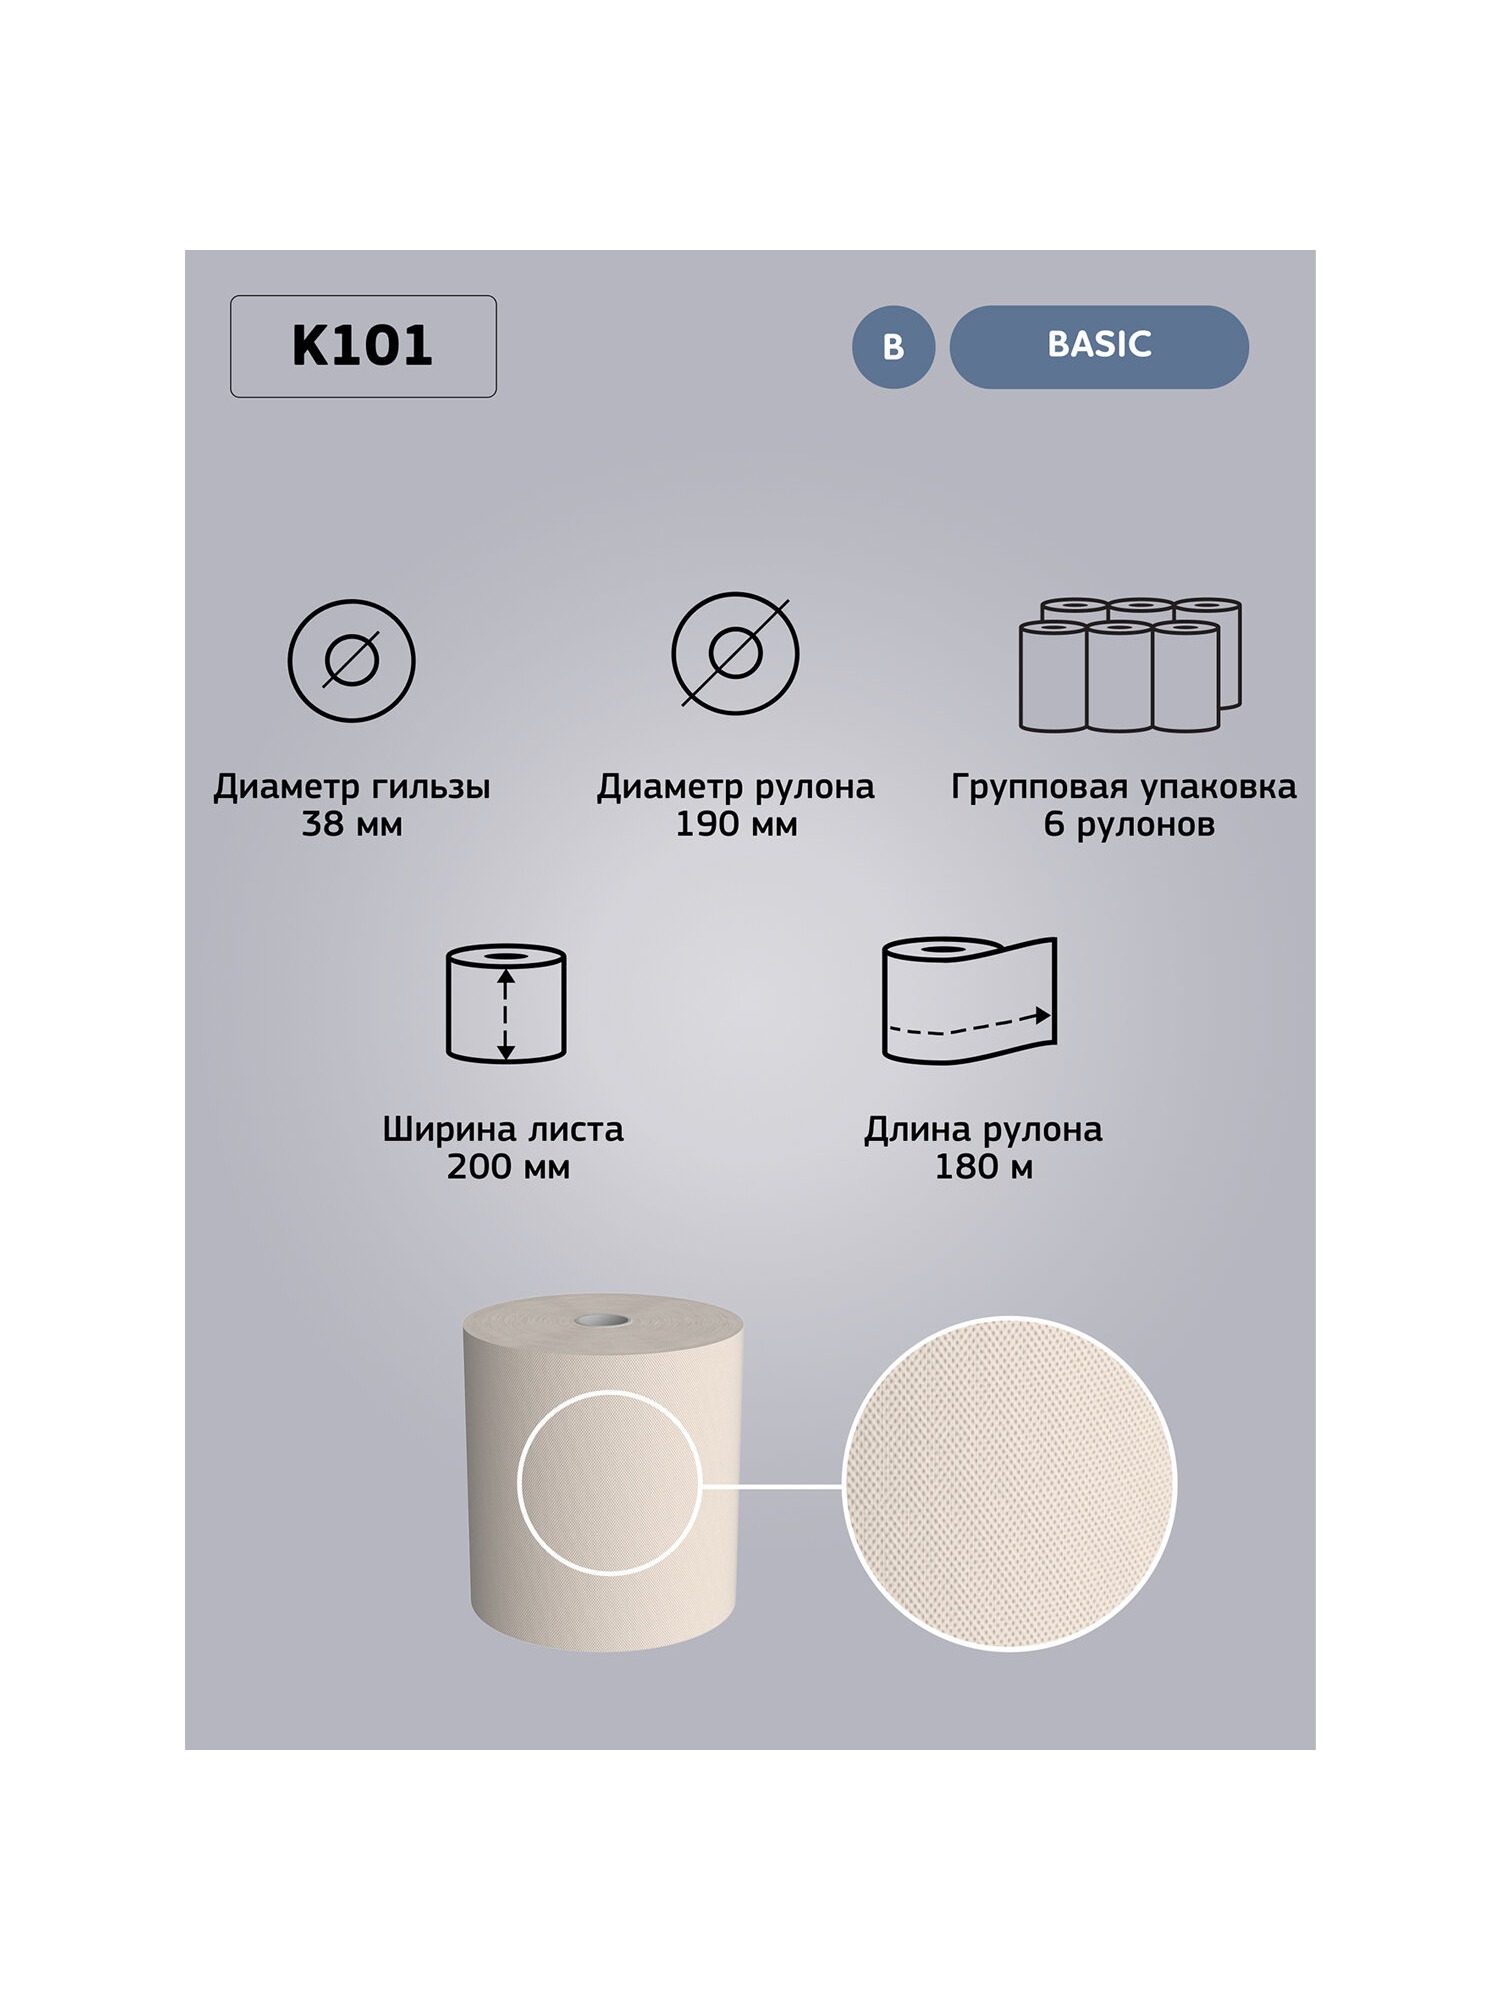 K101
B BASIC
Диаметр гильзы
38 мм
Диаметр рулона
190 мм
Групповая упаковка
6 рулонов
Ширина листа
200 мм
Длина рулона
180 м